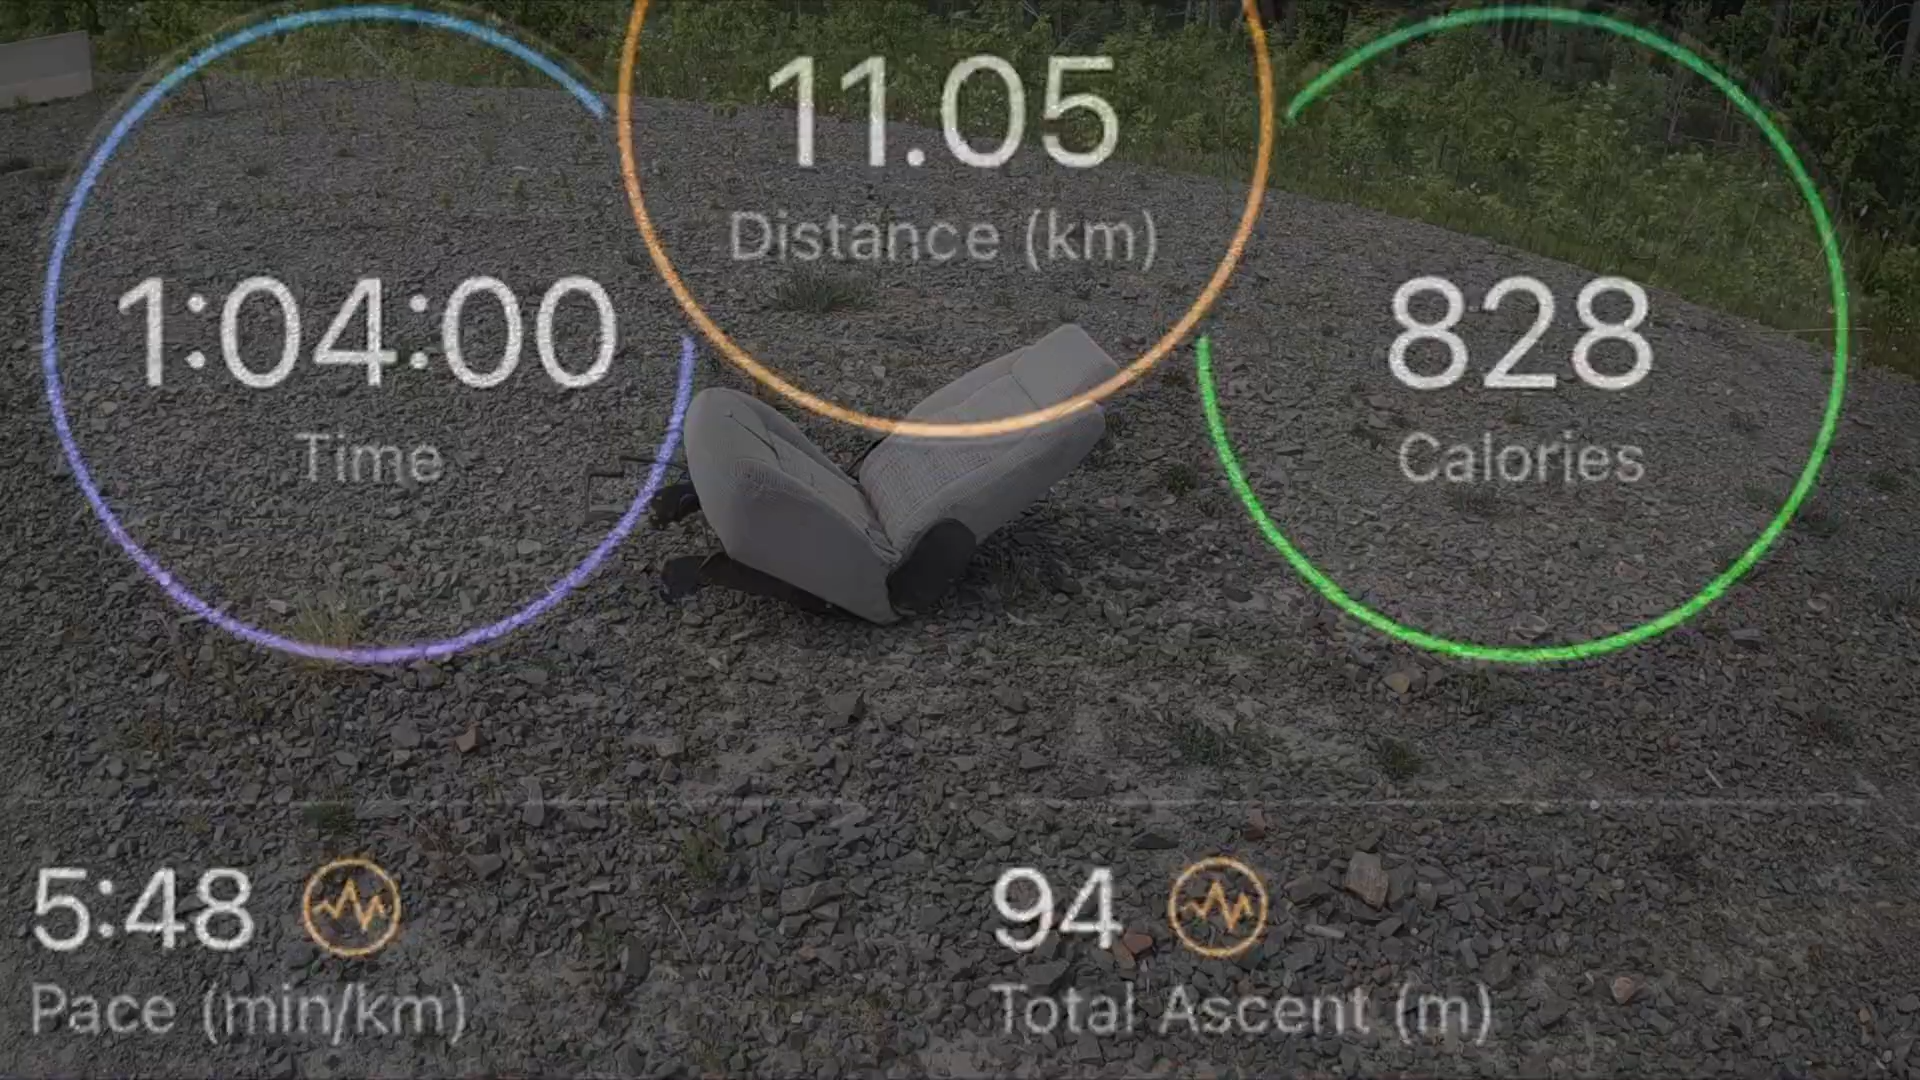 11.05
Distance (km)
1:04:00
Time
828
Calories
5:48
Pace (min/km)
94
Total Ascent (m)